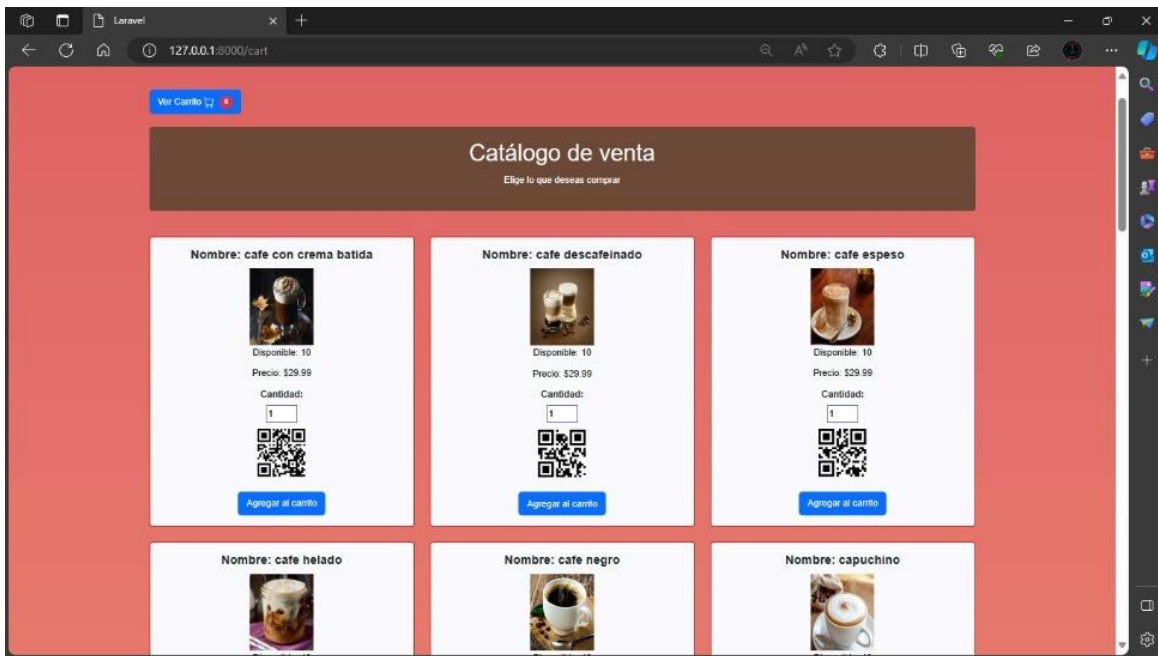 Laravel
127.0.0.1:8000/cart
Ver Carrito
Catálogo de venta
Elige lo que deseas comprar
Nombre: cafe con crema batida
Nombre: cafe descafeinado
Nombre: cafe espeso
Disponible: 10
Disponible: 10
Disponible: 10
Precio: $29.99
Precio: $29.99
Precio: $29.99
Cantidad:
Cantidad:
Cantidad:
1
1
1
Agregar al carrito
Agregar al carrito
Agregar al carrito
Nombre: cafe helado
Nombre: cafe negro
Nombre: capuchino